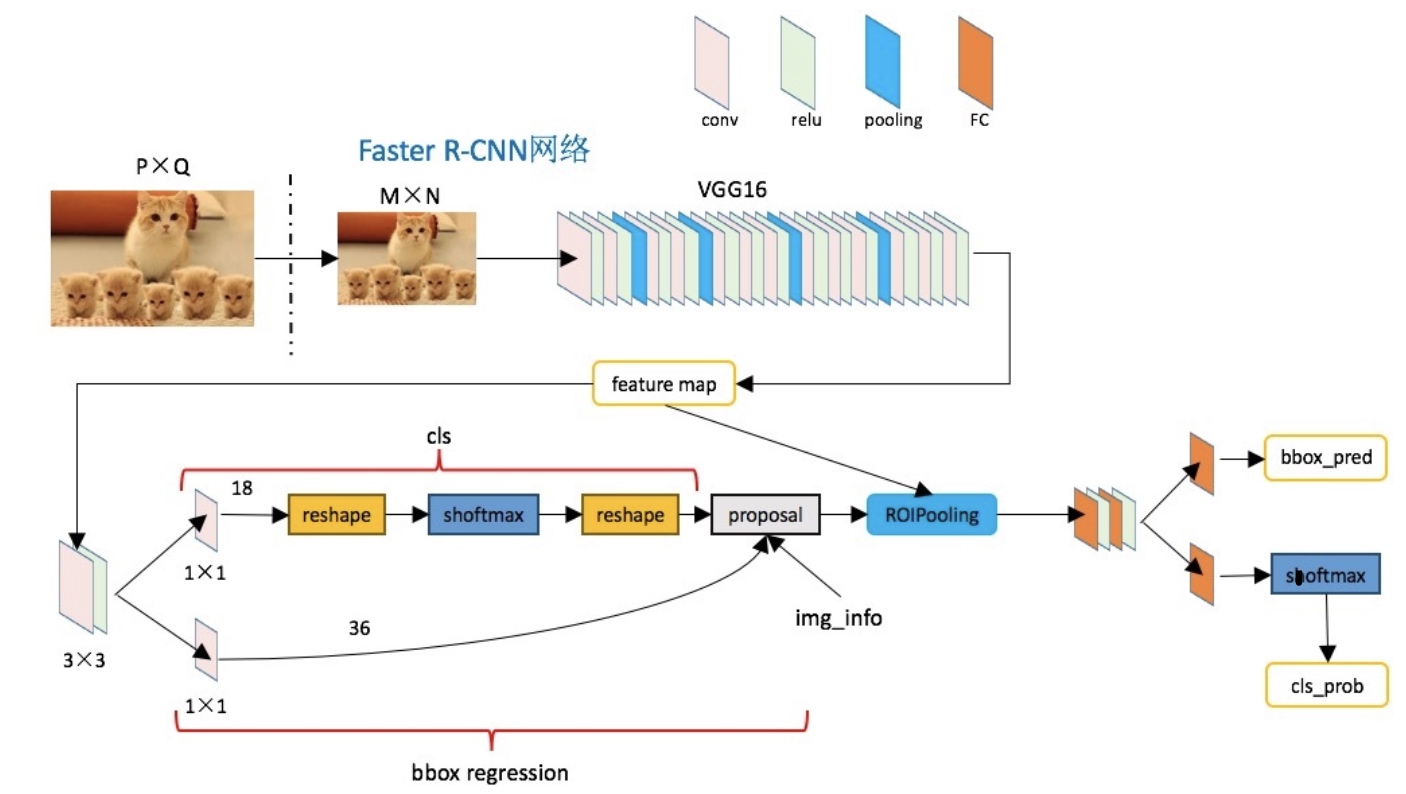 conv
relu
pooling
FC
Faster R-CNN网络
P×Q
M×N
VGG16
feature map
cls
18
reshape
shoftmax
reshape
proposal
ROIPooling
bbox_pred
1×1
shoftmax
img_info
36
3×3
cls_prob
1×1
bbox regression